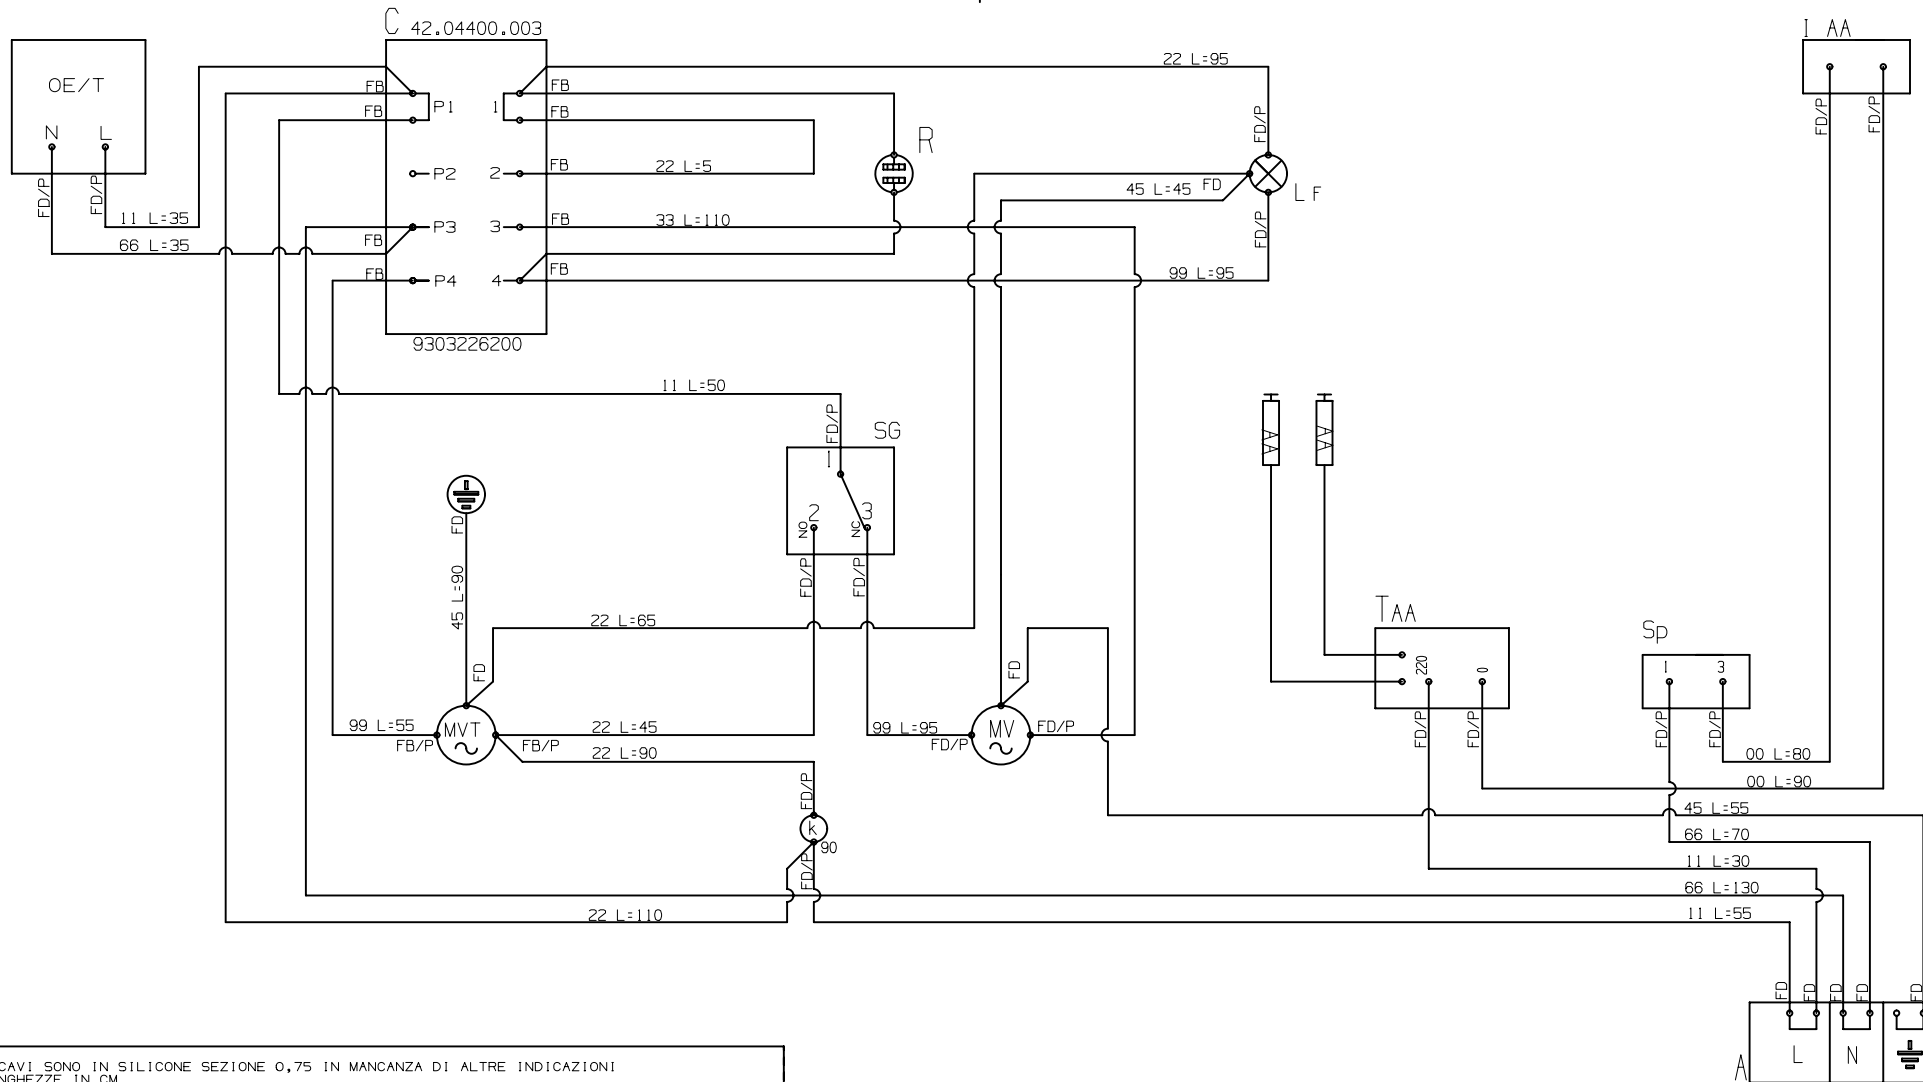 C 42.04400.003
I AA
OE/T
N L
FD/P FD/P
11 L=35
66 L=35
FB
FB
FB
FB
P1
P2
P3
P4
1
2
3
4
FB
FB
FB
FB
FB
9303226200
22 L=95
22 L=5
33 L=110
99 L=95
R
45 L=45 FD
FD/P
FD/P
LF
FD/P FD/P
11 L=50
FD/P
SG
1
2
3
NO
NC
FD/P FD/P
FD
45 L=90
FD
22 L=65
99 L=55
FB/P
MVT
FB/P
22 L=45
22 L=90
99 L=95
FD/P
MV
FD
FD/P
FD/P
k
90
FD/P
22 L=110
AA AA
TAA
220
0
FD/P FD/P
Sp
1 3
FD/P FD/P
00 L=80
00 L=90
45 L=55
66 L=70
11 L=30
66 L=130
11 L=55
FD FD FD FD FD
A L N
CAVI SONO IN SILICONE SEZIONE 0,75 IN MANCANZA DI ALTRE INDICAZIONI
NGHEZZE IN CM